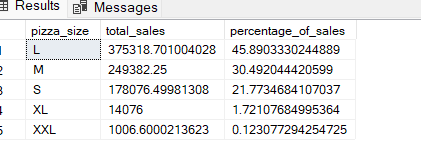 Results Messages
pizza_size total_sales percentage_of_sales
1 L 375318.701004028 45.8903330244889
2 M 249382.25 30.492044420599
3 S 178076.49981308 21.7734684107037
4 XL 14076 1.72107684995364
5 XXL 1006.6000213623 0.123077294254725